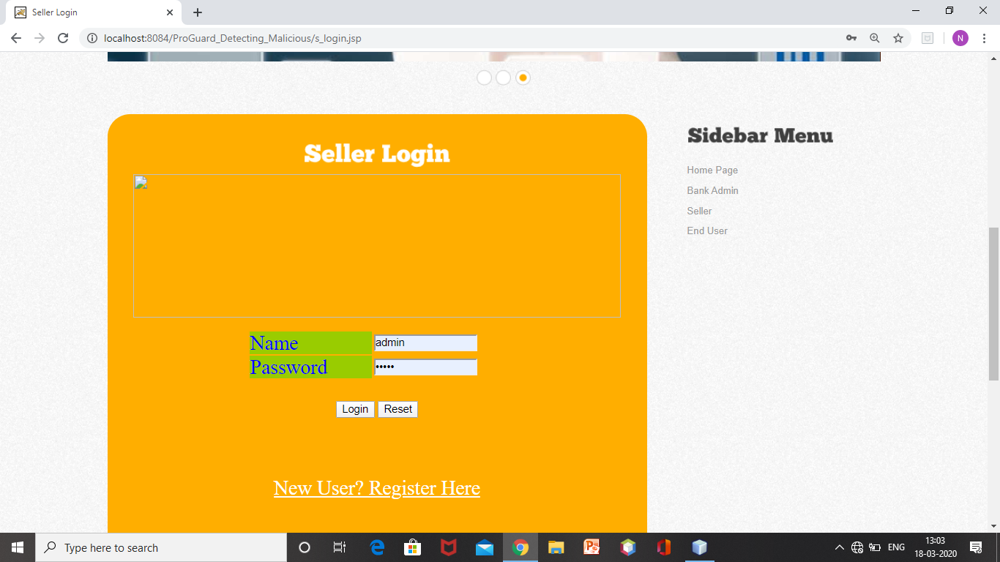 Seller Login
localhost:8084/ProGuard_Detecting_Malicious/s_login.jsp
N
Seller Login
Name admin
Password •••••
Login Reset
New User? Register Here
Sidebar Menu
Home Page
Bank Admin
Seller
End User
Type here to search
ENG
13:03
18-03-2020